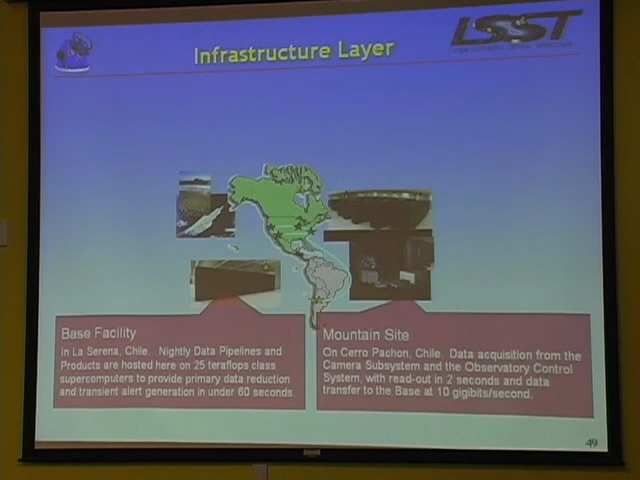 Infrastructure Layer
LSST
Base Facility
In La Serena, Chile. Nightly Data Pipelines and
Products are hosted here on 25 teraflops class
supercomputers to provide primary data reduction
and transient alert generation in under 60 seconds.
Mountain Site
On Cerro Pachon, Chile. Data acquisition from the
Camera Subsystem and the Observatory Control
System, with read-out in 2 seconds and data
transfer to the Base at 10 gigibits/second.
49